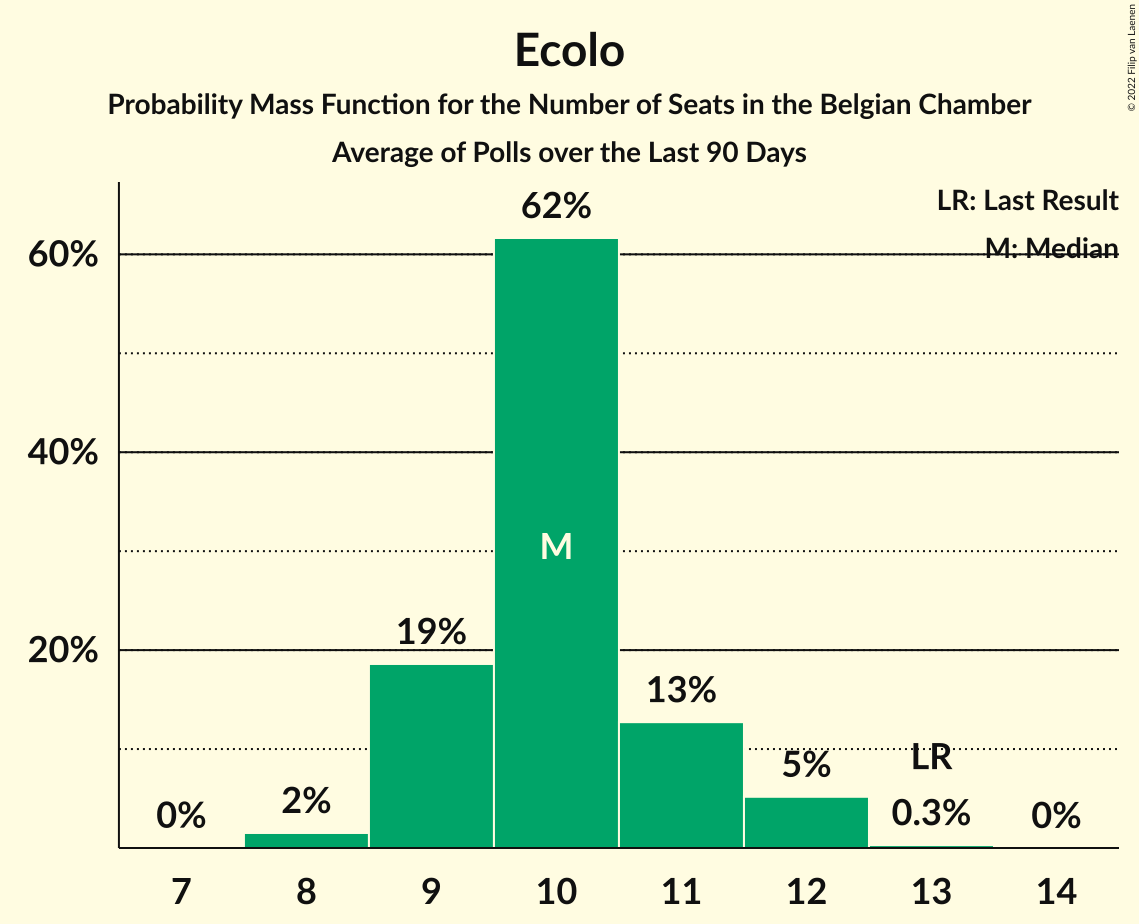 Ecolo
Probability Mass Function for the Number of Seats in the Belgian Chamber
Average of Polls over the Last 90 Days
© 2022 Filip van Laenen
LR: Last Result
M: Median
60%
40%
20%
0%
2%
19%
62%
M
13%
5%
LR
0.3%
0%
7 8 9 10 11 12 13 14